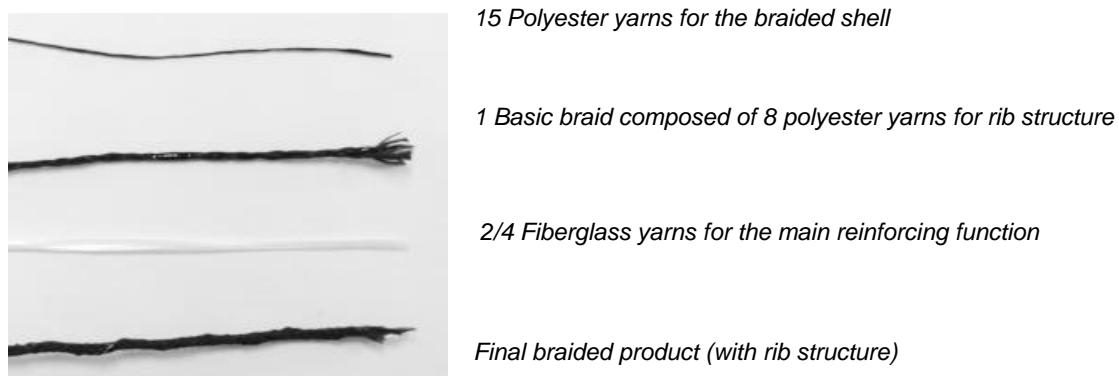 15 Polyester yarns for the braided shell
1 Basic braid composed of 8 polyester yarns for rib structure
2/4 Fiberglass yarns for the main reinforcing function
Final braided product (with rib structure)